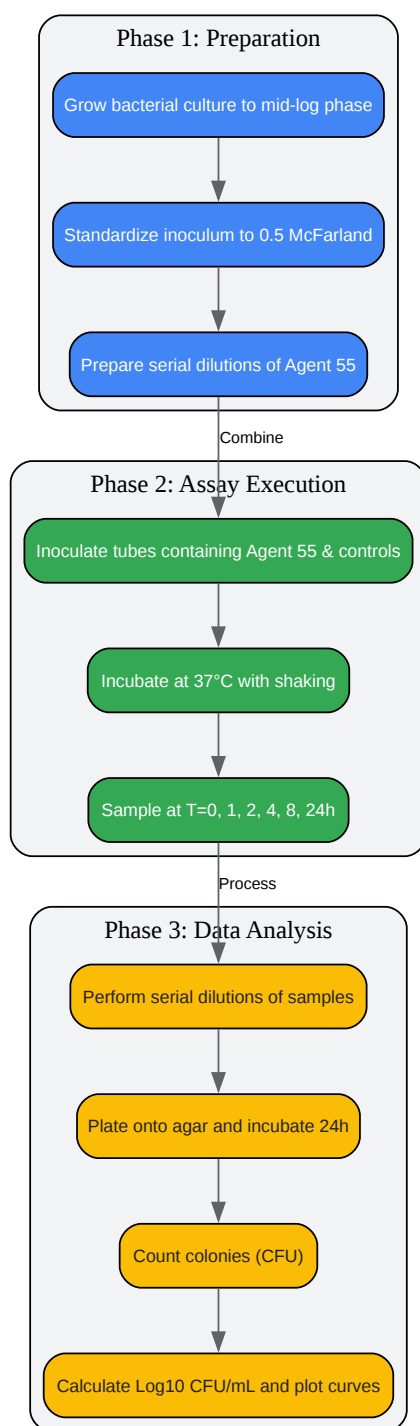 Phase 1: Preparation
Grow bacterial culture to mid-log phase
Standardize inoculum to 0.5 McFarland
Prepare serial dilutions of Agent 55
Combine
Phase 2: Assay Execution
Inoculate tubes containing Agent 55 & controls
Incubate at 37°C with shaking
Sample at T=0, 1, 2, 4, 8, 24h
Process
Phase 3: Data Analysis
Perform serial dilutions of samples
Plate onto agar and incubate 24h
Count colonies (CFU)
Calculate Log10 CFU/mL and plot curves